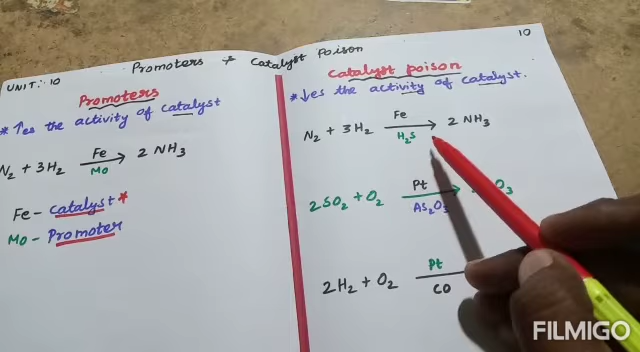 UNIT:- 10
Promoters & Catalyst Poison
10
Promoters
* ↑es the activity of catalyst
N₂ + 3H₂ Fe → Mo 2 NH₃
Fe - Catalyst *
Mo - Promoter
Catalyst poison
* ↓es the activity of catalyst.
N₂ + 3H₂ Fe → H₂S 2 NH₃
2SO₂ + O₂ Pt → As₂O₃ O₃
2H₂ + O₂ Pt CO
FILMIGO